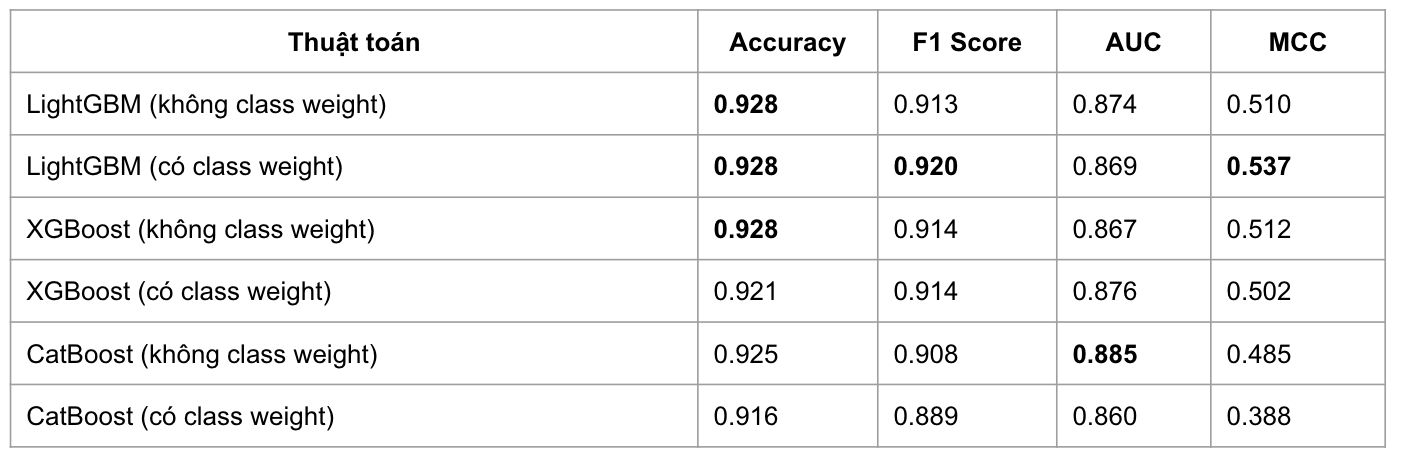 Thuật toán Accuracy F1 Score AUC MCC
LightGBM (không class weight) 0.928 0.913 0.874 0.510
LightGBM (có class weight) 0.928 0.920 0.869 0.537
XGBoost (không class weight) 0.928 0.914 0.867 0.512
XGBoost (có class weight) 0.921 0.914 0.876 0.502
CatBoost (không class weight) 0.925 0.908 0.885 0.485
CatBoost (có class weight) 0.916 0.889 0.860 0.388